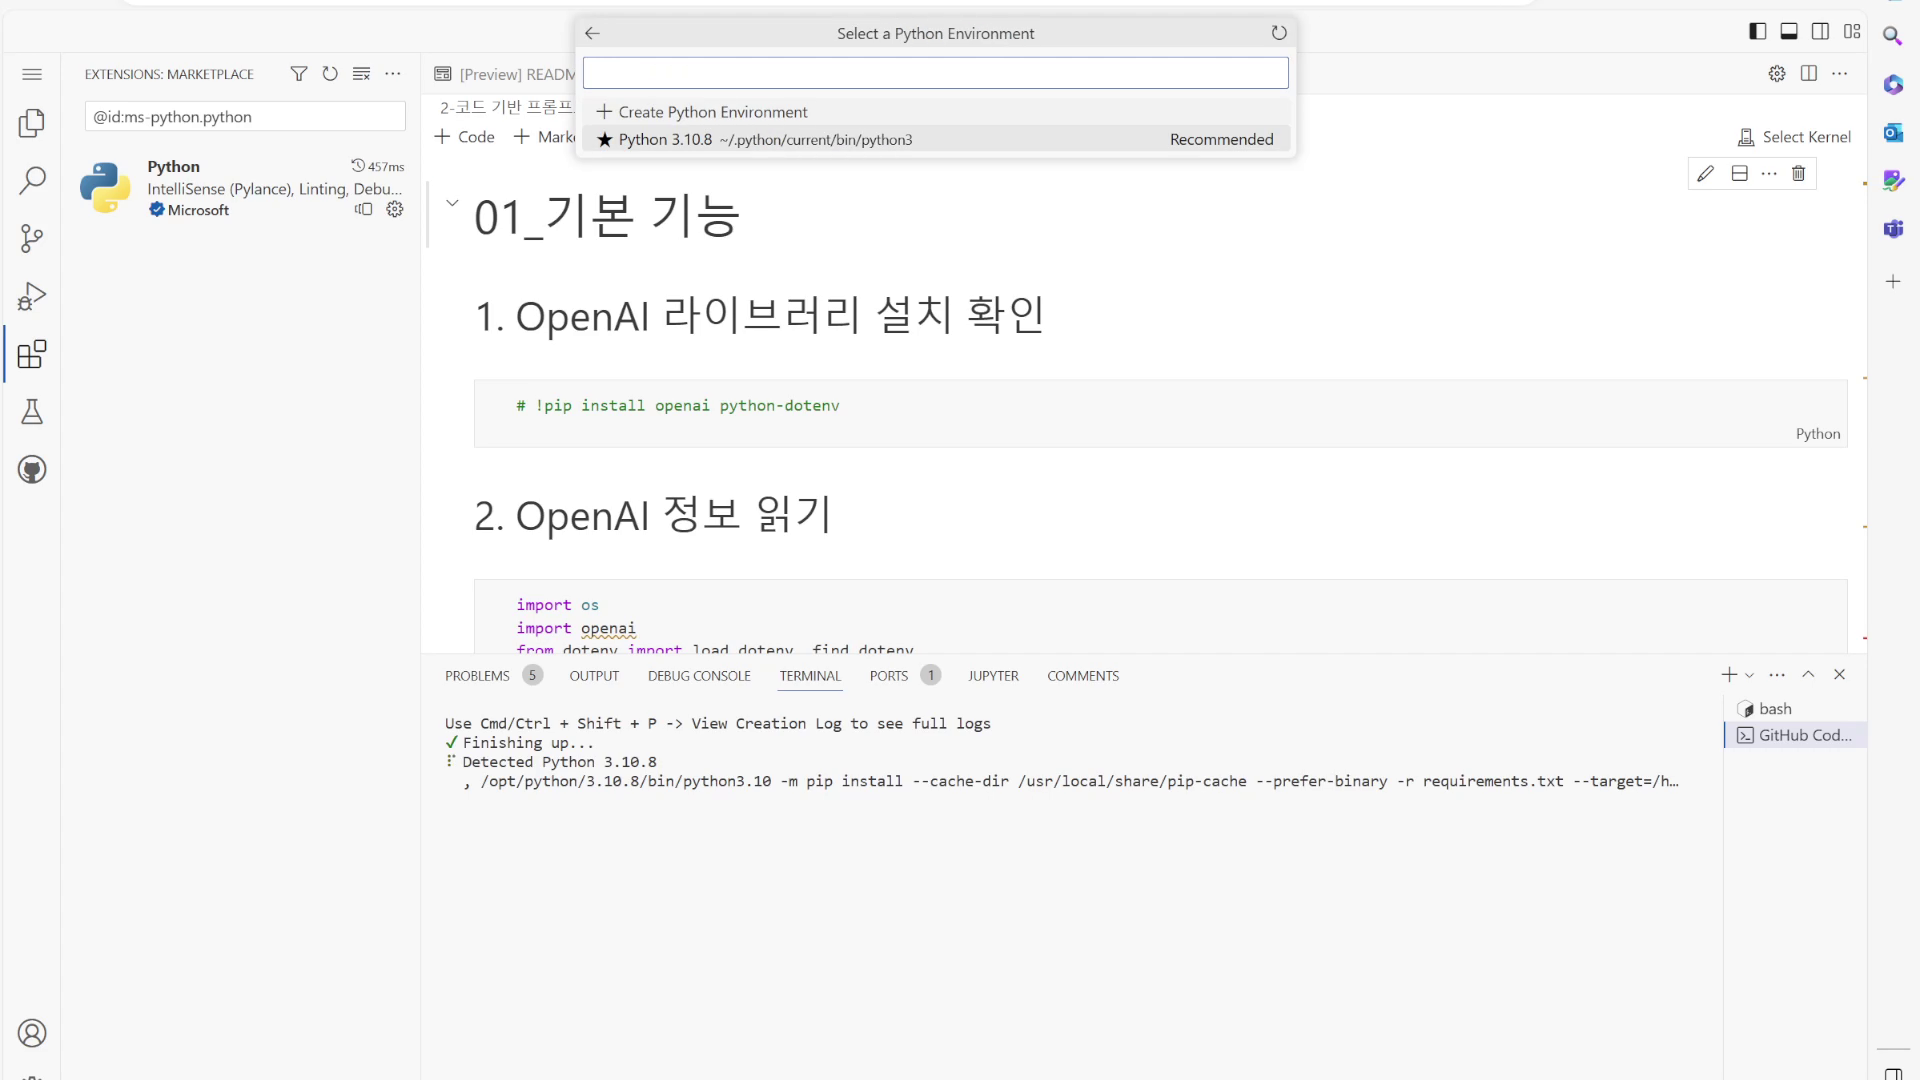 Select a Python Environment
Create Python Environment
Python 3.10.8 ~/.python/current/bin/python3 Recommended
EXTENSIONS: MARKETPLACE
@id:ms-python.python
Python 457ms
IntelliSense (Pylance), Linting, Debu...
Microsoft
[Preview] READM
2-코드 기반 프롬프
+ Code + Mark
Select Kernel
01_기본 기능
1. OpenAI 라이브러리 설치 확인
# !pip install openai python-dotenv
Python
2. OpenAI 정보 읽기
import os
import openai
from dotenv import load_dotenv, find_dotenv
PROBLEMS 5 OUTPUT DEBUG CONSOLE TERMINAL PORTS 1 JUPYTER COMMENTS
Use Cmd/Ctrl + Shift + P -> View Creation Log to see full logs
✓ Finishing up...
⠏ Detected Python 3.10.8
, /opt/python/3.10.8/bin/python3.10 -m pip install --cache-dir /usr/local/share/pip-cache --prefer-binary -r requirements.txt --target=/h…
bash
GitHub Cod...